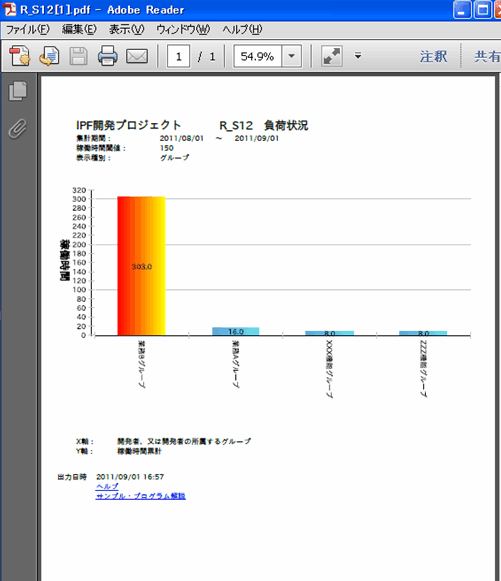 R_S12[1].pdf - Adobe Reader
ファイル(F) 編集(E) 表示(V) ウィンドウ(W) ヘルプ(H)
1 / 1 54.9% 注釈 共有
IPF開発プロジェクト R_S12 負荷状況
集計期間： 2011/08/01 ～ 2011/09/01
稼働時間閾値： 150
表示種別： グループ
稼働時間
320
300
280
260
240
220
200
180
160
140
120
100
80
60
40
20
0
303.0
16.0
8.0
8.0
業務Bグループ
業務Aグループ
XXX機能グループ
ZZZ機能グループ
X軸： 開発者、又は開発者の所属するグループ
Y軸： 稼働時間累計
出力日時 2011/09/01 16:57
ヘルプ
サンプル・プログラム解説